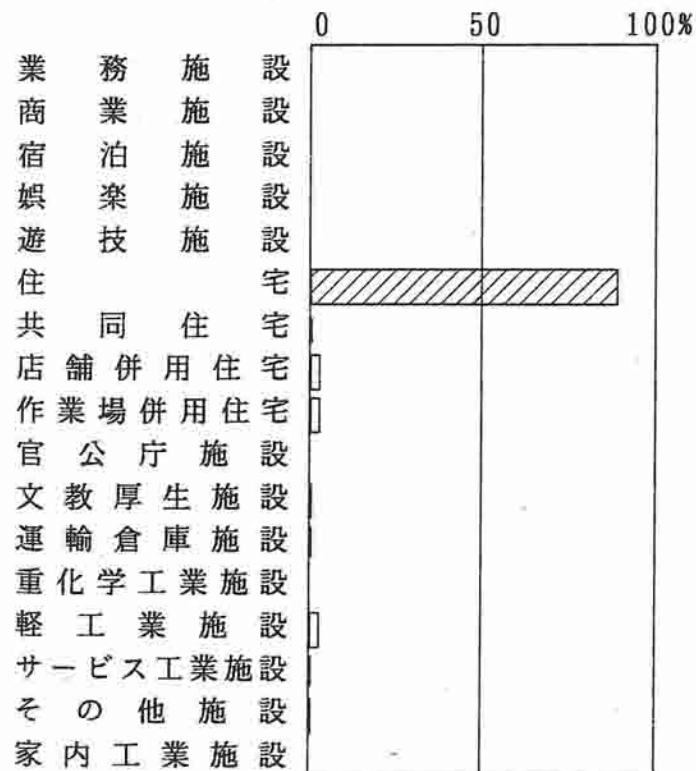 0 50 100%
業務施設
商業施設
宿泊施設
娯楽施設
遊技施設
住宅
共同住宅
店舗併用住宅
作業場併用住宅
官公庁施設
文教厚生施設
運輸倉庫施設
重化学工業施設
軽工業施設
サービス工業施設
その他施設
家内工業施設